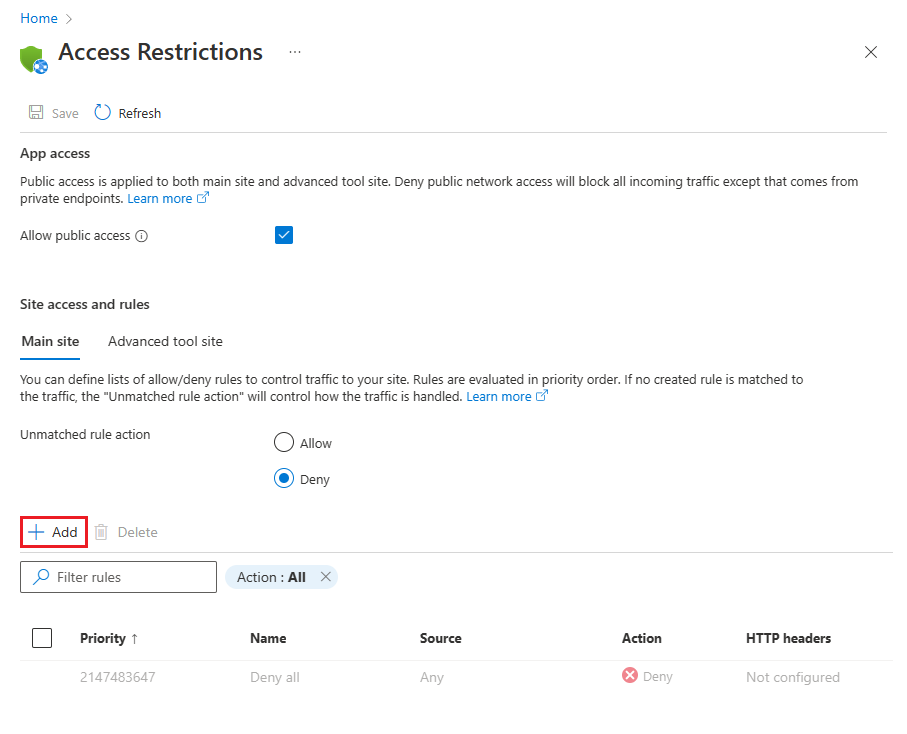 Home
Access Restrictions ...
Save Refresh
App access
Public access is applied to both main site and advanced tool site. Deny public network access will block all incoming traffic except that comes from
private endpoints. Learn more
Allow public access
Site access and rules
Main site Advanced tool site
You can define lists of allow/deny rules to control traffic to your site. Rules are evaluated in priority order. If no created rule is matched to
the traffic, the "Unmatched rule action" will control how the traffic is handled. Learn more
Unmatched rule action
Allow
Deny
Add Delete
Filter rules Action : All
Priority ↑ Name Source Action HTTP headers
2147483647 Deny all Any Deny Not configured